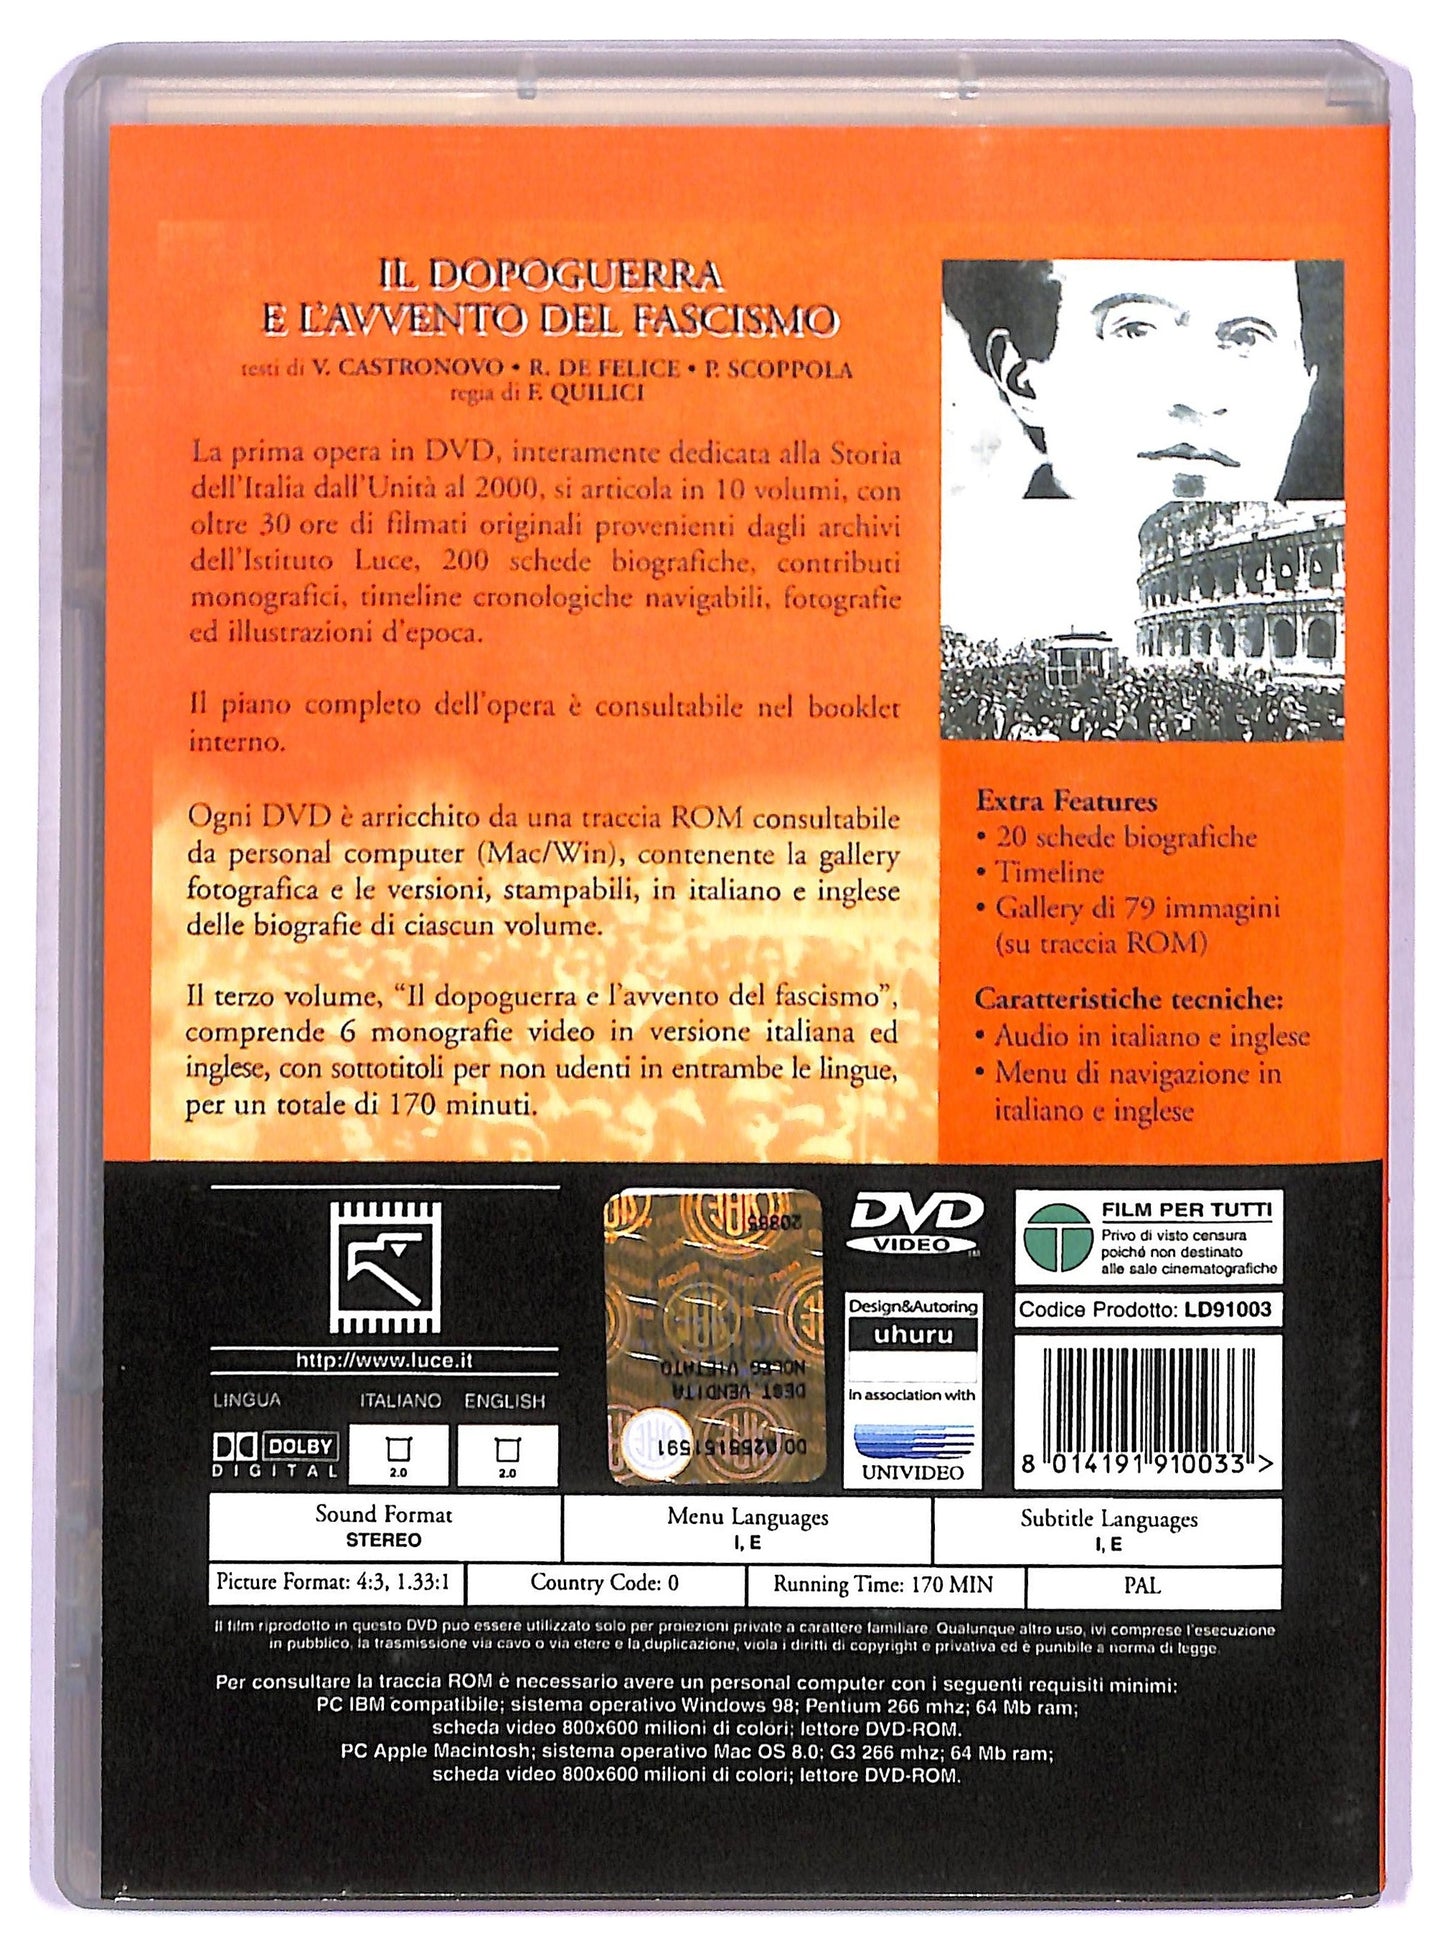 IL DOPOGUERRA
E L'AVVENTO DEL FASCISMO
testi di V. CASTRONOVO • R. DE FELICE • P. SCOPPOLA
regia di F. QUILICI
La prima opera in DVD, interamente dedicata alla Storia
dell'Italia dall'Unità al 2000, si articola in 10 volumi, con
oltre 30 ore di filmati originali provenienti dagli archivi
dell'Istituto Luce, 200 schede biografiche, contributi
monografici, timeline cronologiche navigabili, fotografie
ed illustrazioni d'epoca.
Il piano completo dell'opera è consultabile nel booklet
interno.
Ogni DVD è arricchito da una traccia ROM consultabile
da personal computer (Mac/Win), contenente la gallery
fotografica e le versioni, stampabili, in italiano e inglese
delle biografie di ciascun volume.
Il terzo volume, “Il dopoguerra e l'avvento del fascismo”,
comprende 6 monografie video in versione italiana ed
inglese, con sottotitoli per non udenti in entrambe le lingue,
per un totale di 170 minuti.
Extra Features
• 20 schede biografiche
• Timeline
• Gallery di 79 immagini
(su traccia ROM)
Caratteristiche tecniche:
• Audio in italiano e inglese
• Menu di navigazione in
italiano e inglese
http://www.luce.it
LINGUA ITALIANO ENGLISH
DOLBY
DIGITAL
2.0 2.0
20885
NOLEG VIETATO
DEST. VENDITA
DVD
VIDEO
TM
Design&Autoring
uhuru
In association with
UNIVIDEO
T
FILM PER TUTTI
Privo di visto censura
poiché non destinato
alle sale cinematografiche
Codice Prodotto: LD91003
8 014191 910033 >
Sound Format
STEREO
Menu Languages
I, E
Subtitle Languages
I, E
Picture Format: 4:3, 1.33:1
Country Code: 0
Running Time: 170 MIN
PAL
Il film riprodotto in questo DVD può essere utilizzato solo per proiezioni private a carattere familiare. Qualunque altro uso, ivi comprese l'esecuzione
in pubblico, la trasmissione via cavo o via etere e la duplicazione, viola i diritti di copyright o privativa ed è punibile a norma di legge.
Per consultare la traccia ROM è necessario avere un personal computer con i seguenti requisiti minimi:
PC IBM compatibile; sistema operativo Windows 98; Pentium 266 mhz; 64 Mb ram;
scheda video 800x600 milioni di colori; lettore DVD-ROM.
PC Apple Macintosh; sistema operativo Mac OS 8.0; G3 266 mhz; 64 Mb ram;
scheda video 800x600 milioni di colori; lettore DVD-ROM.